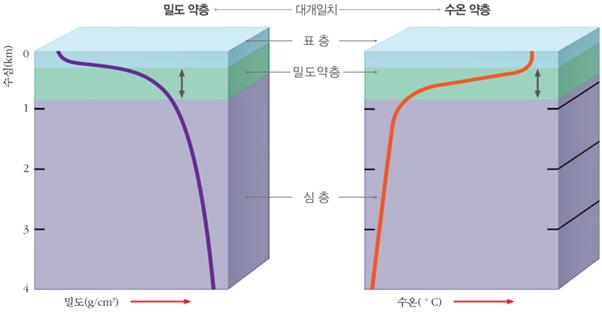 밀도 약층 대개일치 수온 약층
표 층
밀도약층
심 층
수심(km)
0
1
2
3
4
밀도(g/cm³)
수온(°C)